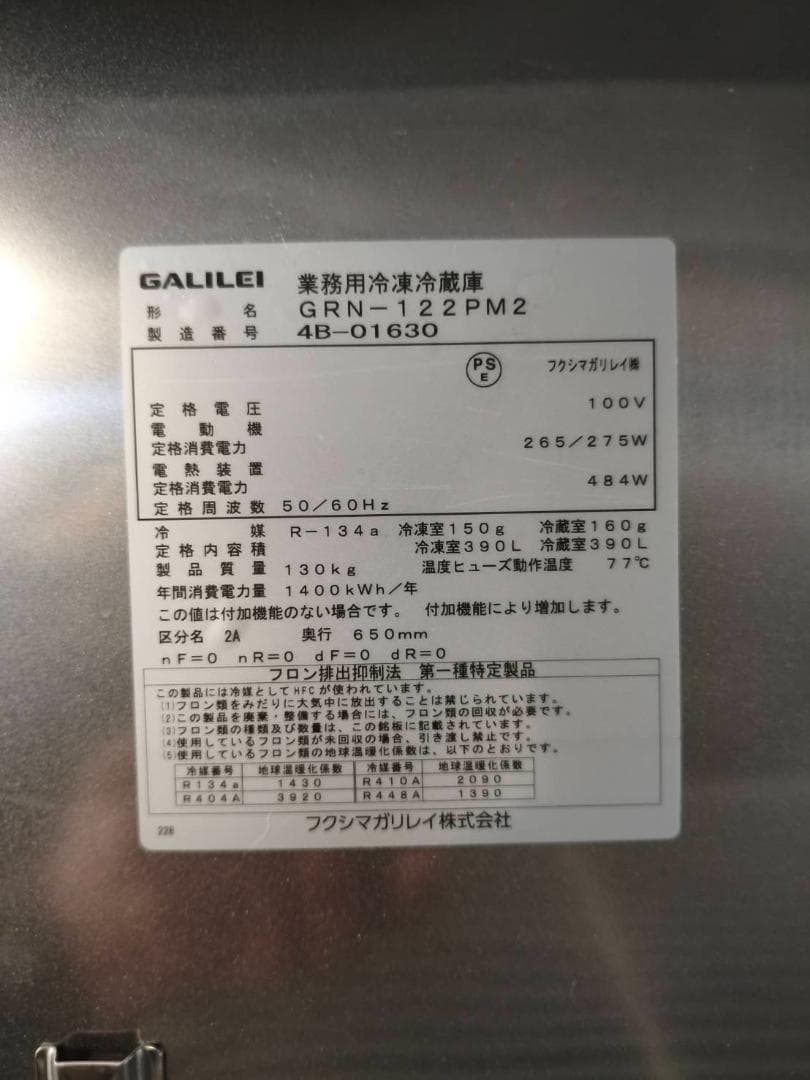 GALILEI 業務用冷凍冷蔵庫
形名 GRN-122PM2
製造番号 4B-01630
PSE フクシマガリレイ㈱
定格電圧 100V
電動機
定格消費電力 265/275W
電熱装置
定格消費電力 484W
定格周波数 50/60Hz
冷媒 R-134a 冷凍室150g 冷蔵室160g
定格内容積 冷凍室390L 冷蔵室390L
製品質量 130kg 温度ヒューズ動作温度 77℃
年間消費電力量 1400kWh/年
この値は付加機能のない場合です。 付加機能により増加します。
区分名 2A 奥行 650mm
nF=0 nR=0 dF=0 dR=0
フロン排出抑制法 第一種特定製品
この製品には冷媒としてHFCが使われています。
(1)フロン類をみだりに大気中に放出することは禁じられています。
(2)この製品を廃棄・整備する場合には、フロン類の回収が必要です。
(3)フロン類の種類及び数量は、この銘板に記載されています。
(4)使用しているフロン類が未回収の場合、引き渡し禁止です。
(5)使用しているフロン類の地球温暖化係数は、以下のとおりです。
冷媒番号 地球温暖化係数 冷媒番号 地球温暖化係数
R134a 1430 R410A 2090
R404A 3920 R448A 1390
228 フクシマガリレイ株式会社